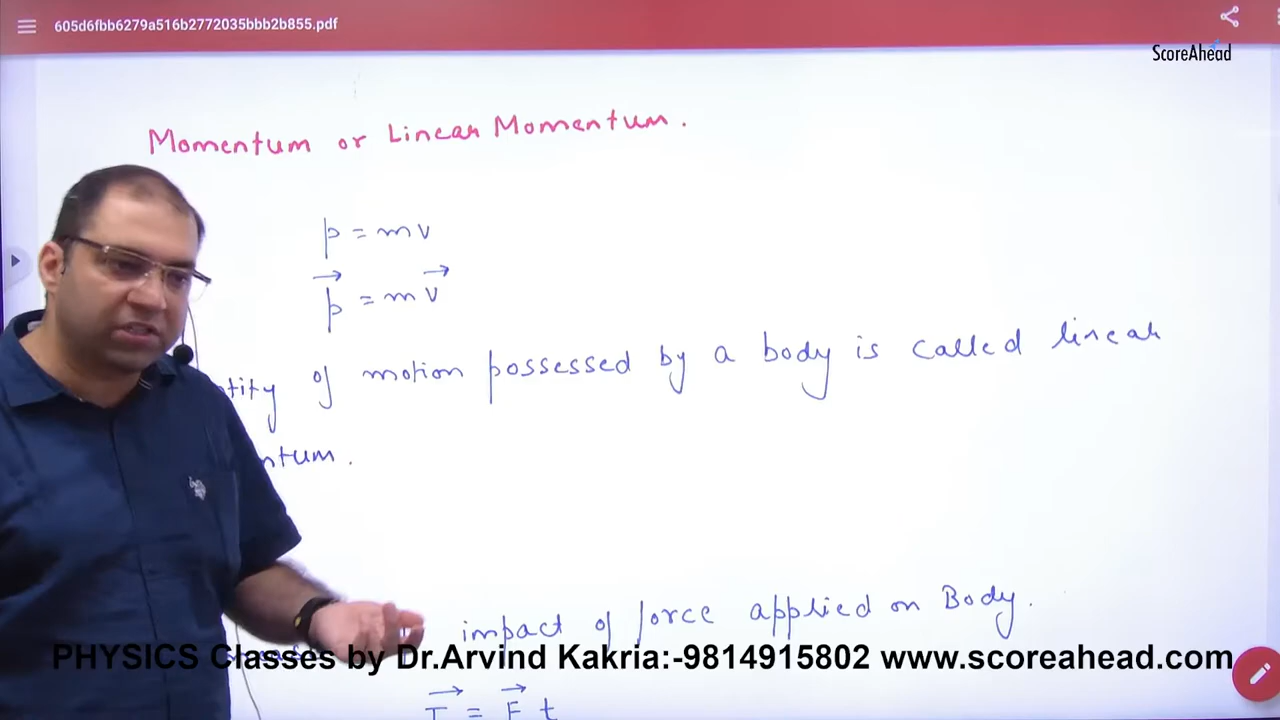 605d6fbb6279a516b2772035bbb2b855.pdf
ScoreAhead
Momentum or Linear Momentum.
p = mv
p⃗ = m v⃗
ntity of motion possessed by a body is called linear
ntum.
impact of force applied on Body.
PHYSICS Classes by Dr.Arvind Kakria:-9814915802 www.scoreahead.com
I⃗ = F⃗ t